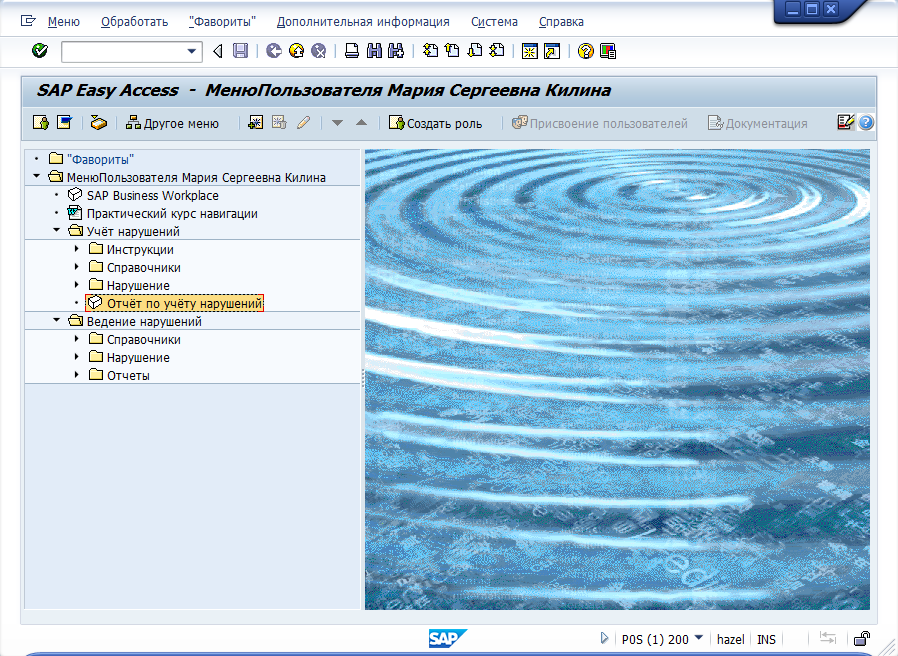 Меню Обработать "Фавориты" Дополнительная информация Система Справка
SAP Easy Access - МенюПользователя Мария Сергеевна Килина
Другое меню Создать роль Присвоение пользователей Документация
"Фавориты"
МенюПользователя Мария Сергеевна Килина
SAP Business Workplace
Практический курс навигации
Учёт нарушений
Инструкции
Справочники
Нарушение
Отчёт по учёту нарушений
Ведение нарушений
Справочники
Нарушение
Отчеты
SAP P0S (1) 200 hazel INS